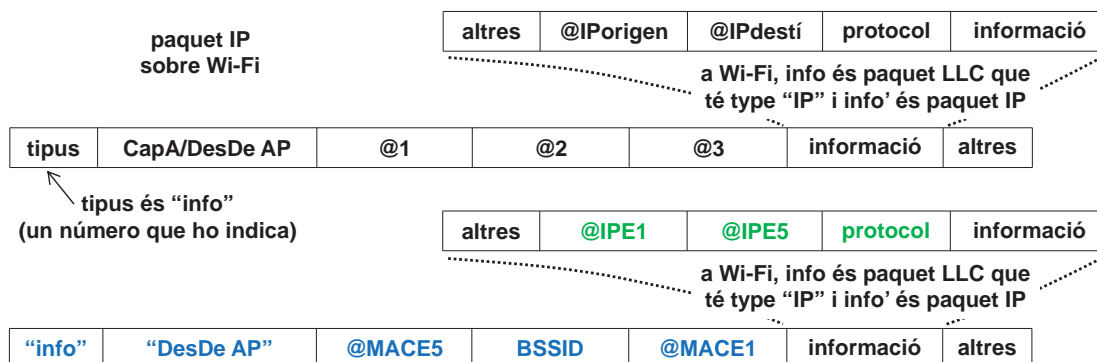 paquet IP
sobre Wi-Fi
altres @IPorigen @IPdestí protocol informació
a Wi-Fi, info és paquet LLC que
té type “IP” i info’ és paquet IP
tipus CapA/DesDe AP @1 @2 @3 informació altres
tipus és “info”
(un número que ho indica)
altres @IPE1 @IPE5 protocol informació
a Wi-Fi, info és paquet LLC que
té type “IP” i info’ és paquet IP
“info” “DesDe AP” @MACE5 BSSID @MACE1 informació altres